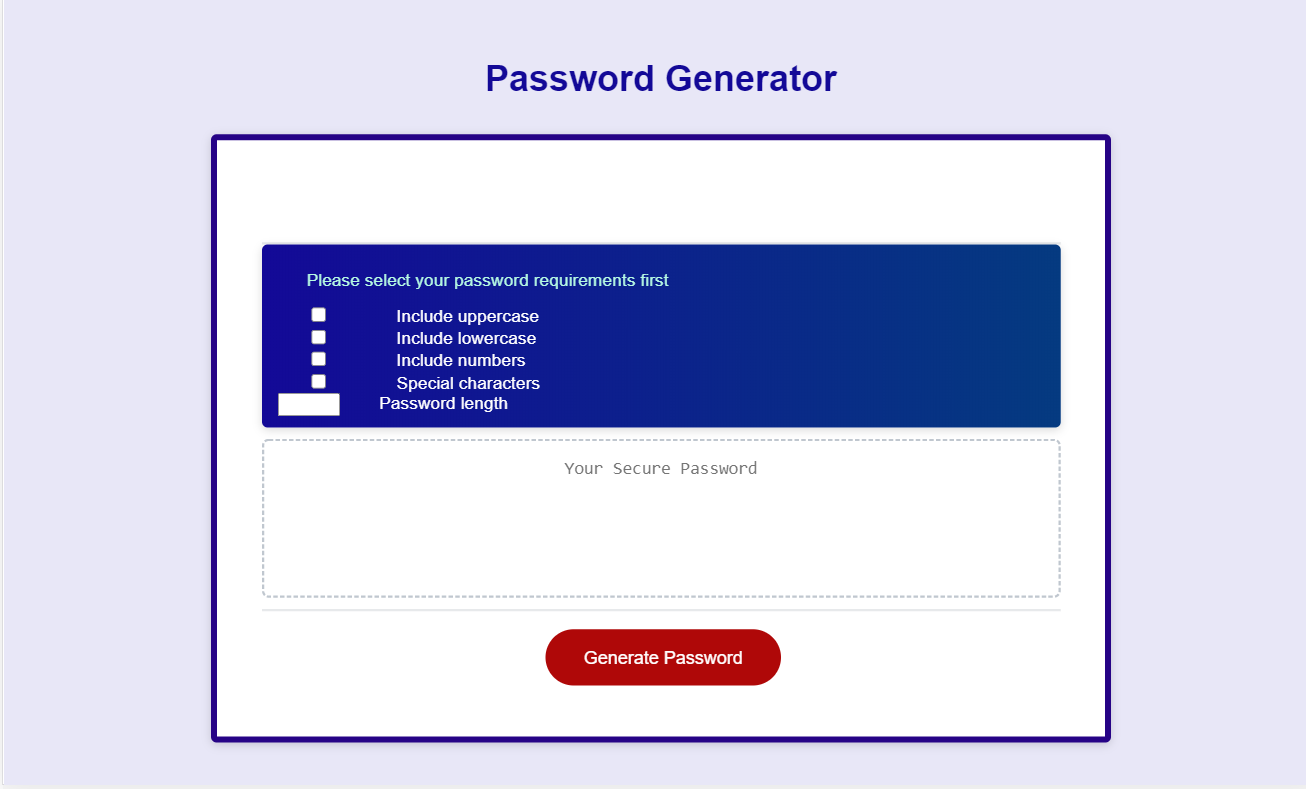 Password Generator
Please select your password requirements first
Include uppercase
Include lowercase
Include numbers
Special characters
Password length
Your Secure Password
Generate Password